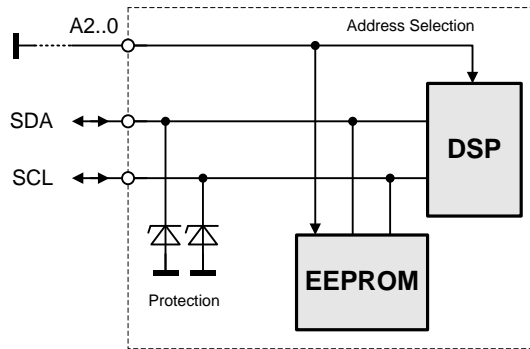 A2..0
Address Selection
SDA
DSP
SCL
EEPROM
Protection